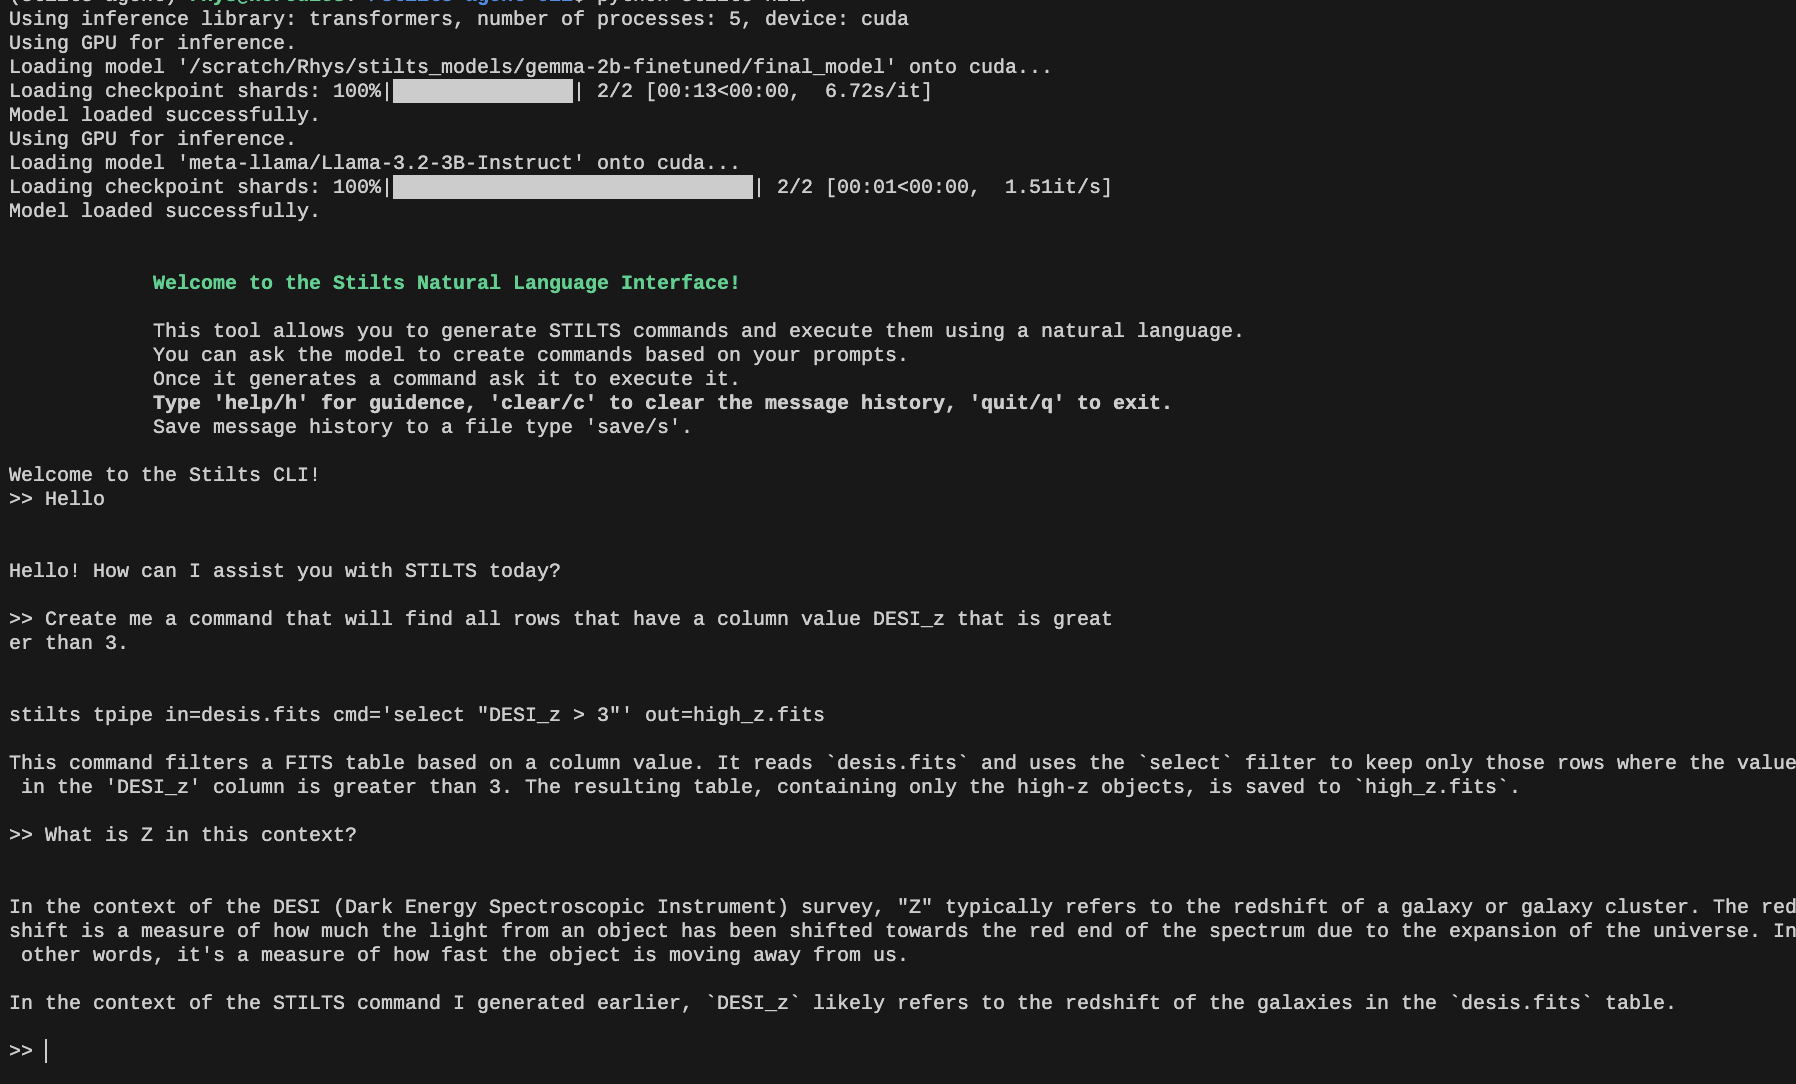 Using inference library: transformers, number of processes: 5, device: cuda
Using GPU for inference.
Loading model '/scratch/Rhys/stilts_models/gemma-2b-finetuned/final_model' onto cuda...
Loading checkpoint shards: 100%| | 2/2 [00:13<00:00,  6.72s/it]
Model loaded successfully.
Using GPU for inference.
Loading model 'meta-llama/Llama-3.2-3B-Instruct' onto cuda...
Loading checkpoint shards: 100%| | 2/2 [00:01<00:00,  1.51it/s]
Model loaded successfully.
Welcome to the Stilts Natural Language Interface!
This tool allows you to generate STILTS commands and execute them using a natural language.
You can ask the model to create commands based on your prompts.
Once it generates a command ask it to execute it.
Type 'help/h' for guidence, 'clear/c' to clear the message history, 'quit/q' to exit.
Save message history to a file type 'save/s'.
Welcome to the Stilts CLI!
>> Hello
Hello! How can I assist you with STILTS today?
>> Create me a command that will find all rows that have a column value DESI_z that is great
er than 3.
stilts tpipe in=desis.fits cmd='select "DESI_z > 3"' out=high_z.fits
This command filters a FITS table based on a column value. It reads `desis.fits` and uses the `select` filter to keep only those rows where the value
in the 'DESI_z' column is greater than 3. The resulting table, containing only the high-z objects, is saved to `high_z.fits`.
>> What is Z in this context?
In the context of the DESI (Dark Energy Spectroscopic Instrument) survey, "Z" typically refers to the redshift of a galaxy or galaxy cluster. The red
shift is a measure of how much the light from an object has been shifted towards the red end of the spectrum due to the expansion of the universe. In
other words, it's a measure of how fast the object is moving away from us.
In the context of the STILTS command I generated earlier, `DESI_z` likely refers to the redshift of the galaxies in the `desis.fits` table.
>>